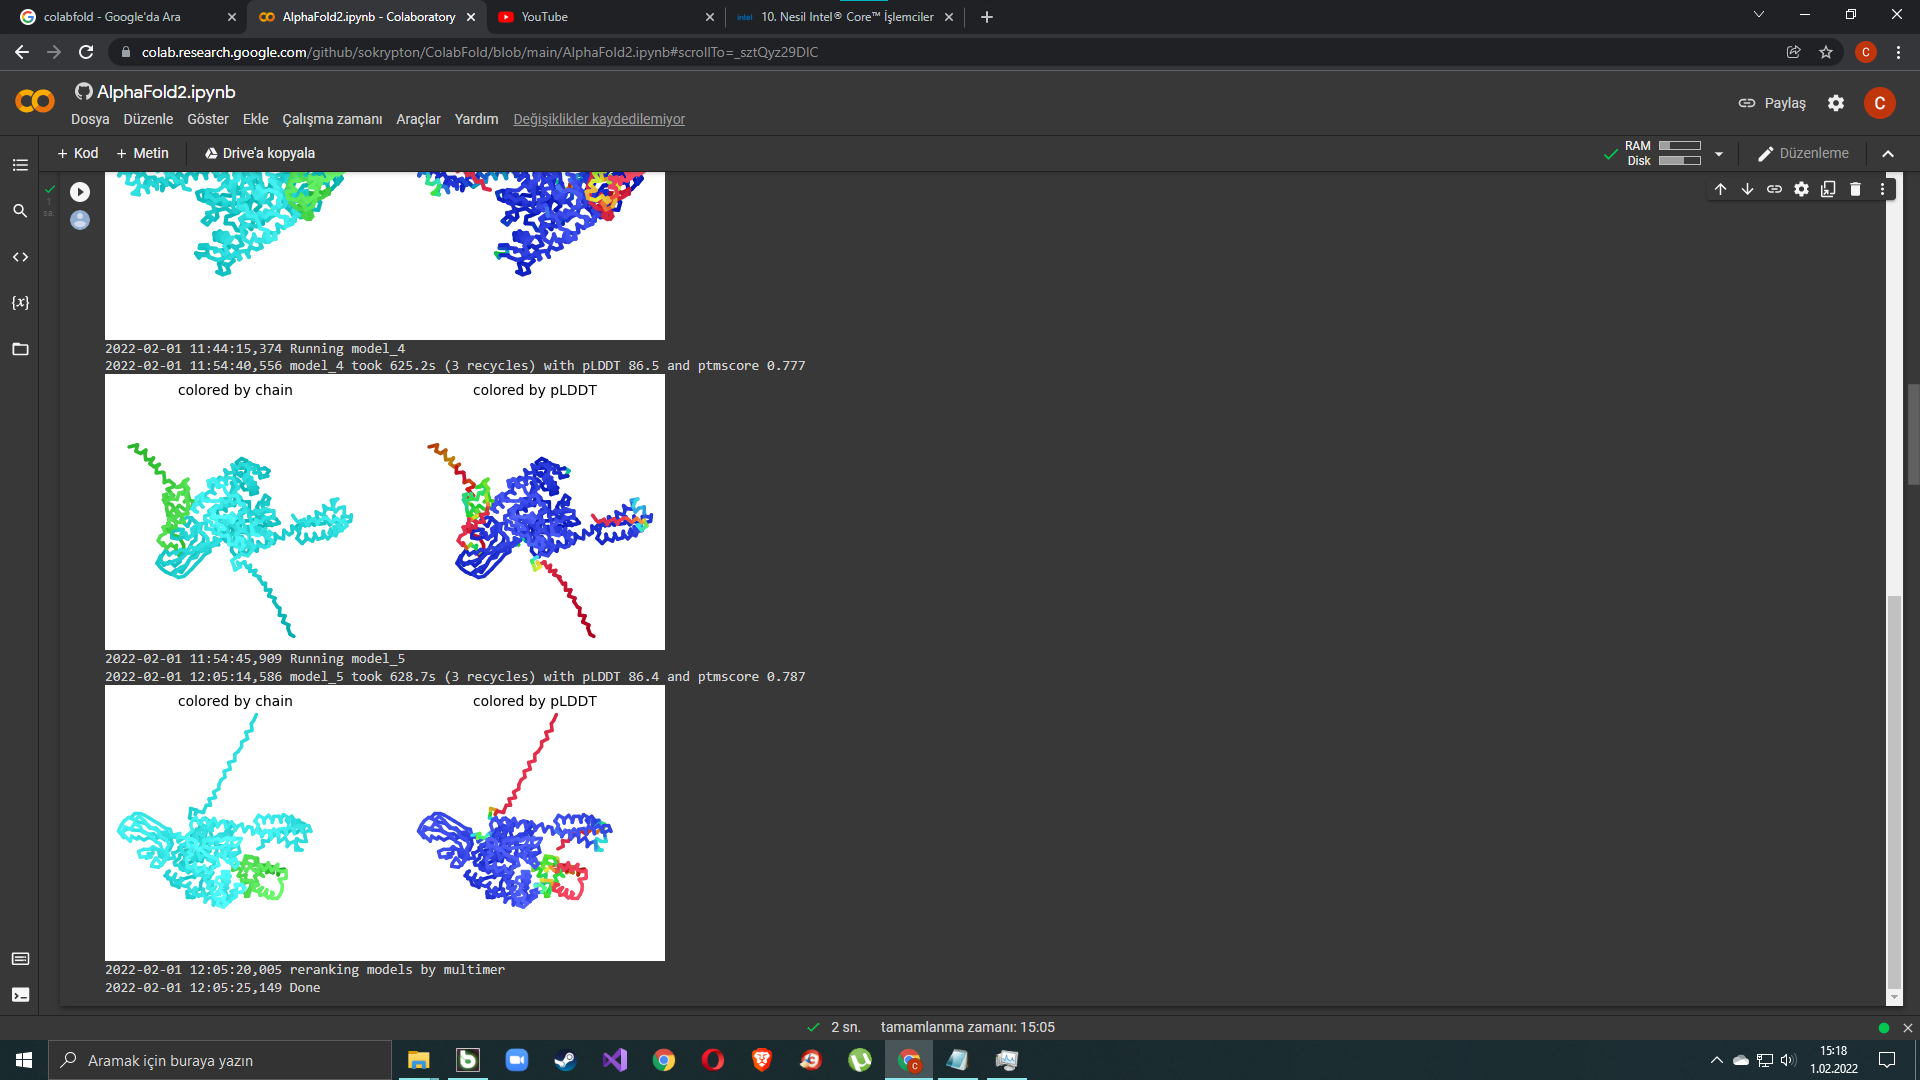 colabfold - Google'da Ara
AlphaFold2.ipynb - Colaboratory
YouTube
intel
10. Nesil Intel® Core™ İşlemciler
colab.research.google.com/github/sokrypton/ColabFold/blob/main/AlphaFold2.ipynb#scrollTo=_sztQyz29DIC
C
AlphaFold2.ipynb
Paylaş
C
Dosya Düzenle Göster Ekle Çalışma zamanı Araçlar Yardım Değişiklikler kaydedilemiyor
+ Kod + Metin Drive'a kopyala
RAM
Disk
Düzenleme
1
sa.
{x}
2022-02-01 11:44:15,374 Running model_4
2022-02-01 11:54:40,556 model_4 took 625.2s (3 recycles) with pLDDT 86.5 and ptmscore 0.777
colored by chain colored by pLDDT
2022-02-01 11:54:45,909 Running model_5
2022-02-01 12:05:14,586 model_5 took 628.7s (3 recycles) with pLDDT 86.4 and ptmscore 0.787
colored by chain colored by pLDDT
2022-02-01 12:05:20,005 reranking models by multimer
2022-02-01 12:05:25,149 Done
2 sn. tamamlanma zamanı: 15:05
Aramak için buraya yazın
15:18
1.02.2022